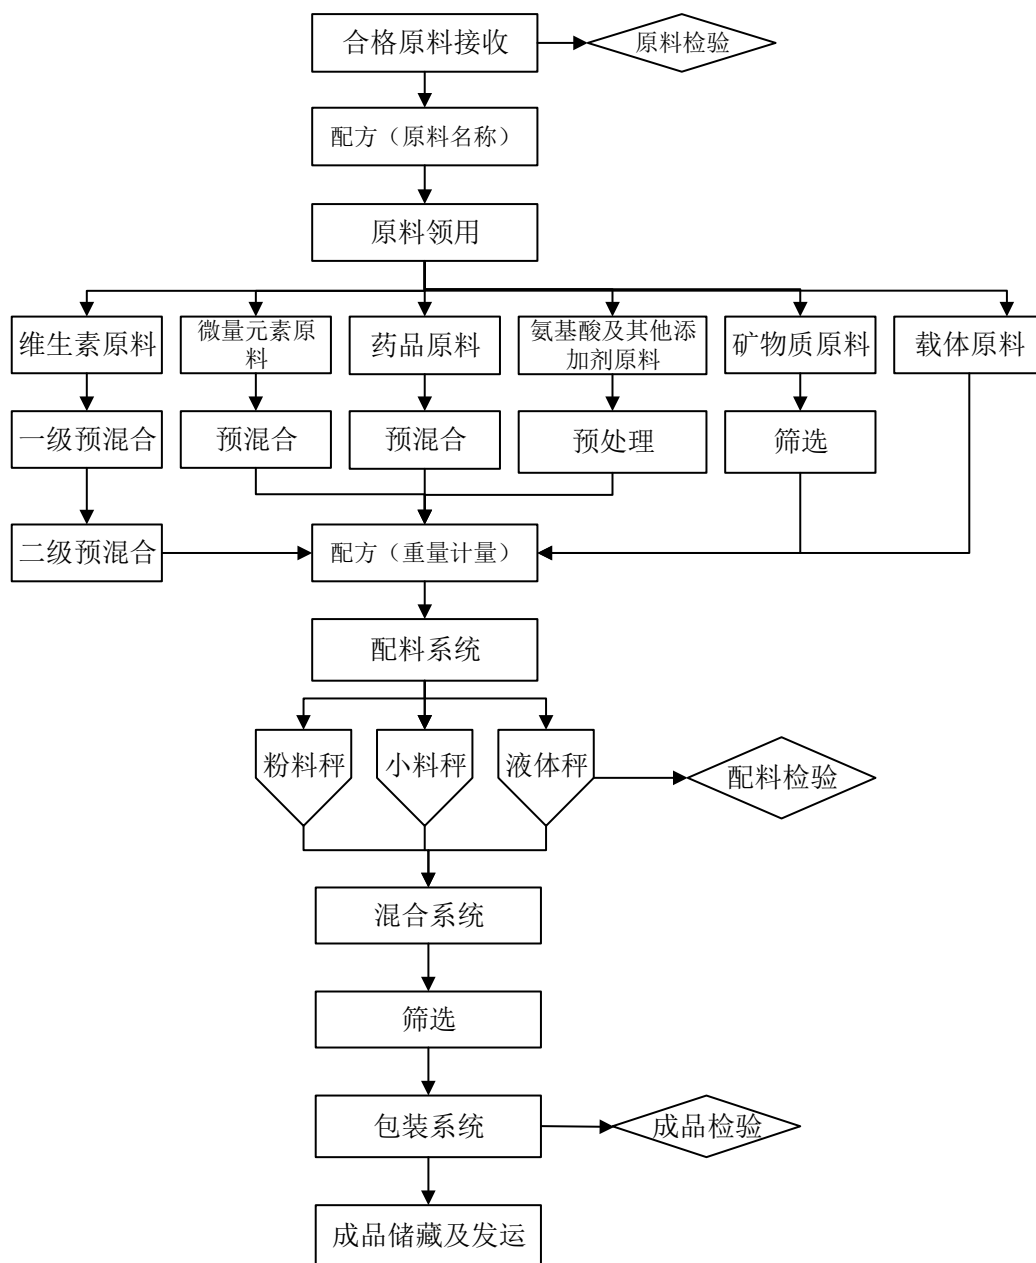 合格原料接收
原料检验
配方（原料名称）
原料领用
维生素原料
微量元素原
料
药品原料
氨基酸及其他添
加剂原料
矿物质原料
载体原料
一级预混合
预混合
预混合
预处理
筛选
二级预混合
配方（重量计量）
配料系统
粉料秤
小料秤
液体秤
配料检验
混合系统
筛选
包装系统
成品检验
成品储藏及发运